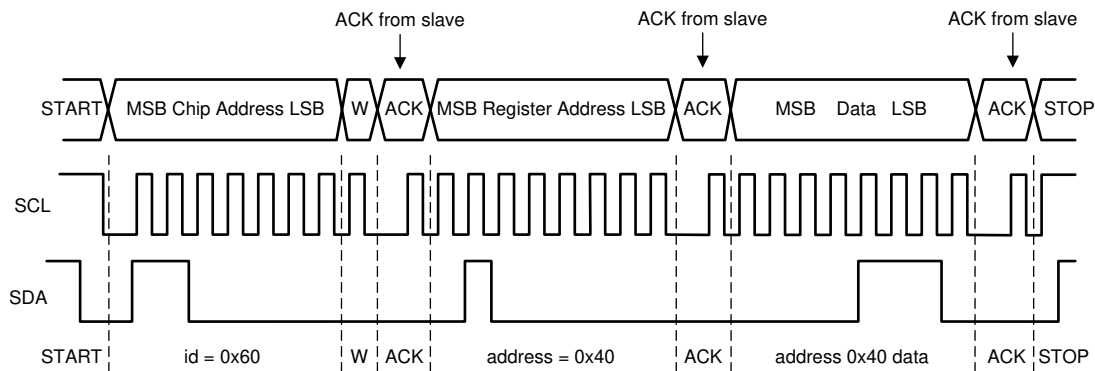 ACK from slave ACK from slave ACK from slave
START MSB Chip Address LSB W ACK MSB Register Address LSB ACK MSB Data LSB ACK STOP
SCL
SDA
START id = 0x60 W ACK address = 0x40 ACK address 0x40 data ACK STOP